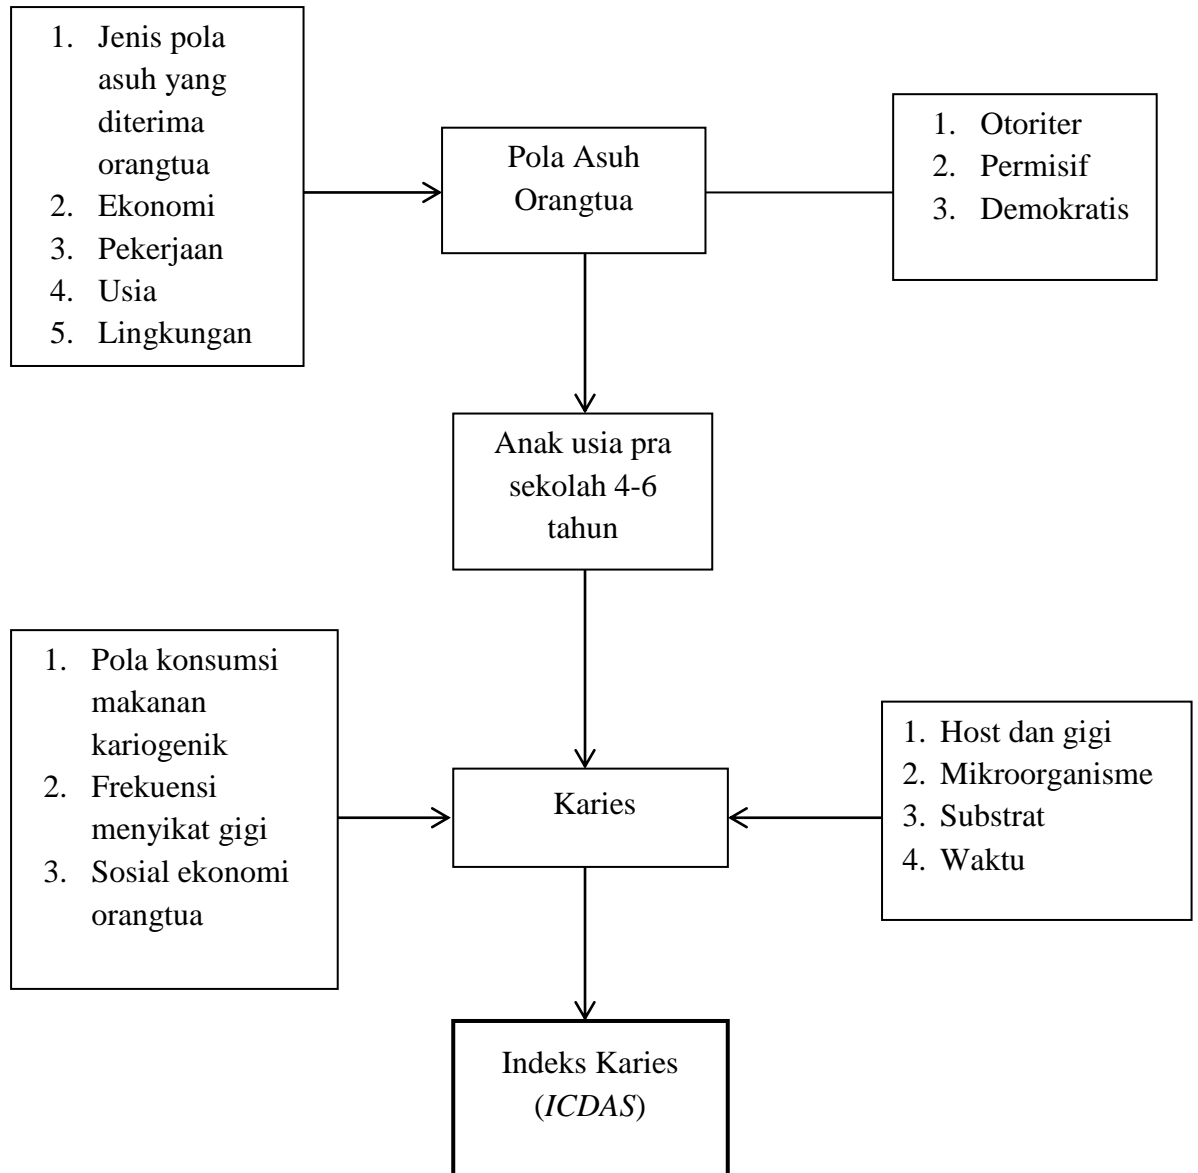 1. Jenis pola
asuh yang
diterima
orangtua
2. Ekonomi
3. Pekerjaan
4. Usia
5. Lingkungan
Pola Asuh
Orangtua
1. Otoriter
2. Permisif
3. Demokratis
Anak usia pra
sekolah 4-6
tahun
1. Pola konsumsi
makanan
kariogenik
2. Frekuensi
menyikat gigi
3. Sosial ekonomi
orangtua
Karies
1. Host dan gigi
2. Mikroorganisme
3. Substrat
4. Waktu
Indeks Karies
(ICDAS)